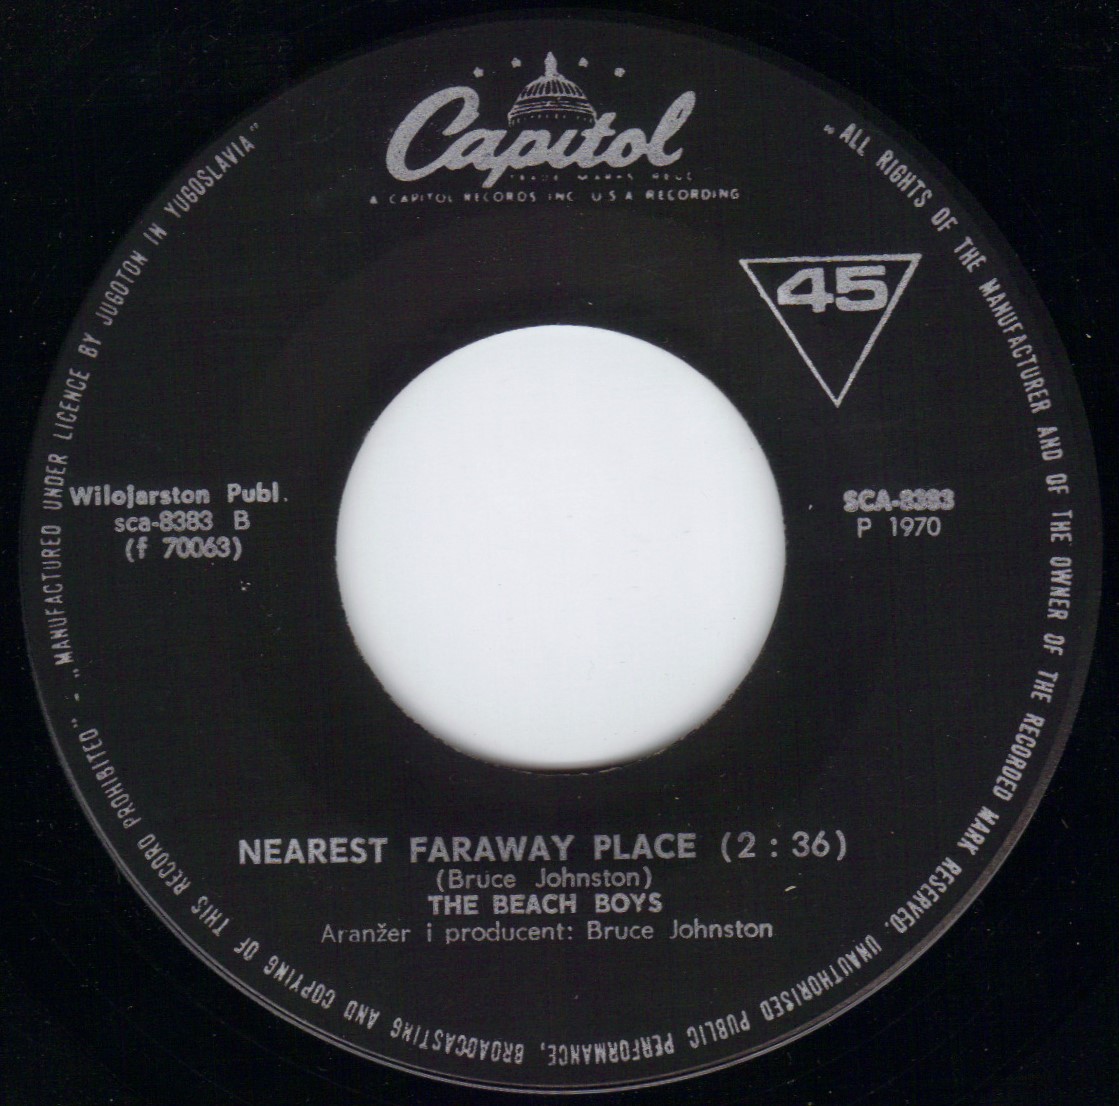 Capitol
TRADE MARKS REG.
A CAPITOL RECORDS INC. U.S.A. RECORDING
45
Wilojarston Publ.
sca-8383 B
(f 70063)
SCA-8383
P 1970
NEAREST FARAWAY PLACE (2 : 36)
(Bruce Johnston)
THE BEACH BOYS
Aranžer i producent: Bruce Johnston
„ALL RIGHTS OF THE MANUFACTURER AND OF THE OWNER OF THE RECORDED MARK RESERVED. UNAUTHORISED PUBLIC PERFORMANCE, BROADCASTING AND COPYING OF THIS RECORD PROHIBITED” - „MANUFACTURED UNDER LICENCE BY JUGOTON IN YUGOSLAVIA”